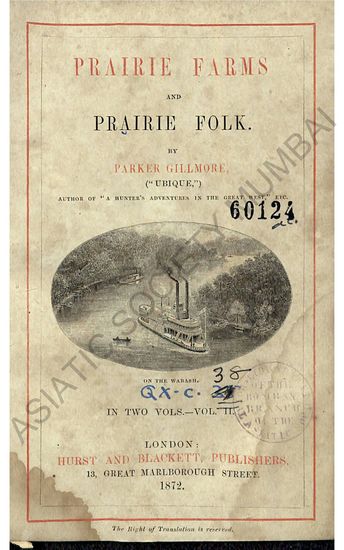 PRAIRIE FARMS
AND
PRAIRIE FOLK.
BY
PARKER GILLMORE,
("UBIQUE,")
AUTHOR OF "A HUNTER'S ADVENTURES IN THE GREAT WEST," ETC.
60124
ON THE WABASH.
38
QX-C.
IN TWO VOLS.—VOL. II.
LONDON:
HURST AND BLACKETT, PUBLISHERS,
13, GREAT MARLBOROUGH STREET.
1872.
The Right of Translation is reserved.
ASIATIC SOCIETY MUMBAI